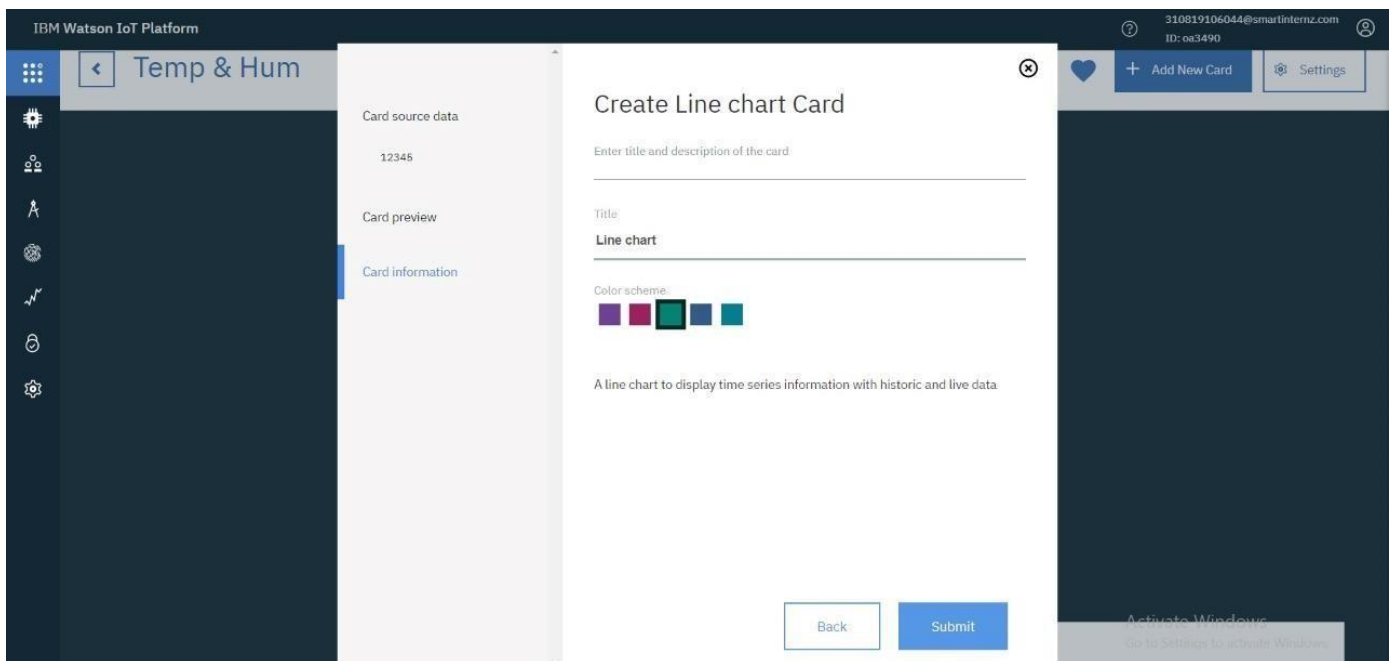 IBM Watson IoT Platform
310819106044@smartinternz.com
ID: oa3490
Temp & Hum
+ Add New Card
Settings
Card source data
12345
Card preview
Card information
Create Line chart Card
Enter title and description of the card
Title
Line chart
Color scheme
A line chart to display time series information with historic and live data
Back
Submit
Activate Windows
Go to Settings to activate Windows.